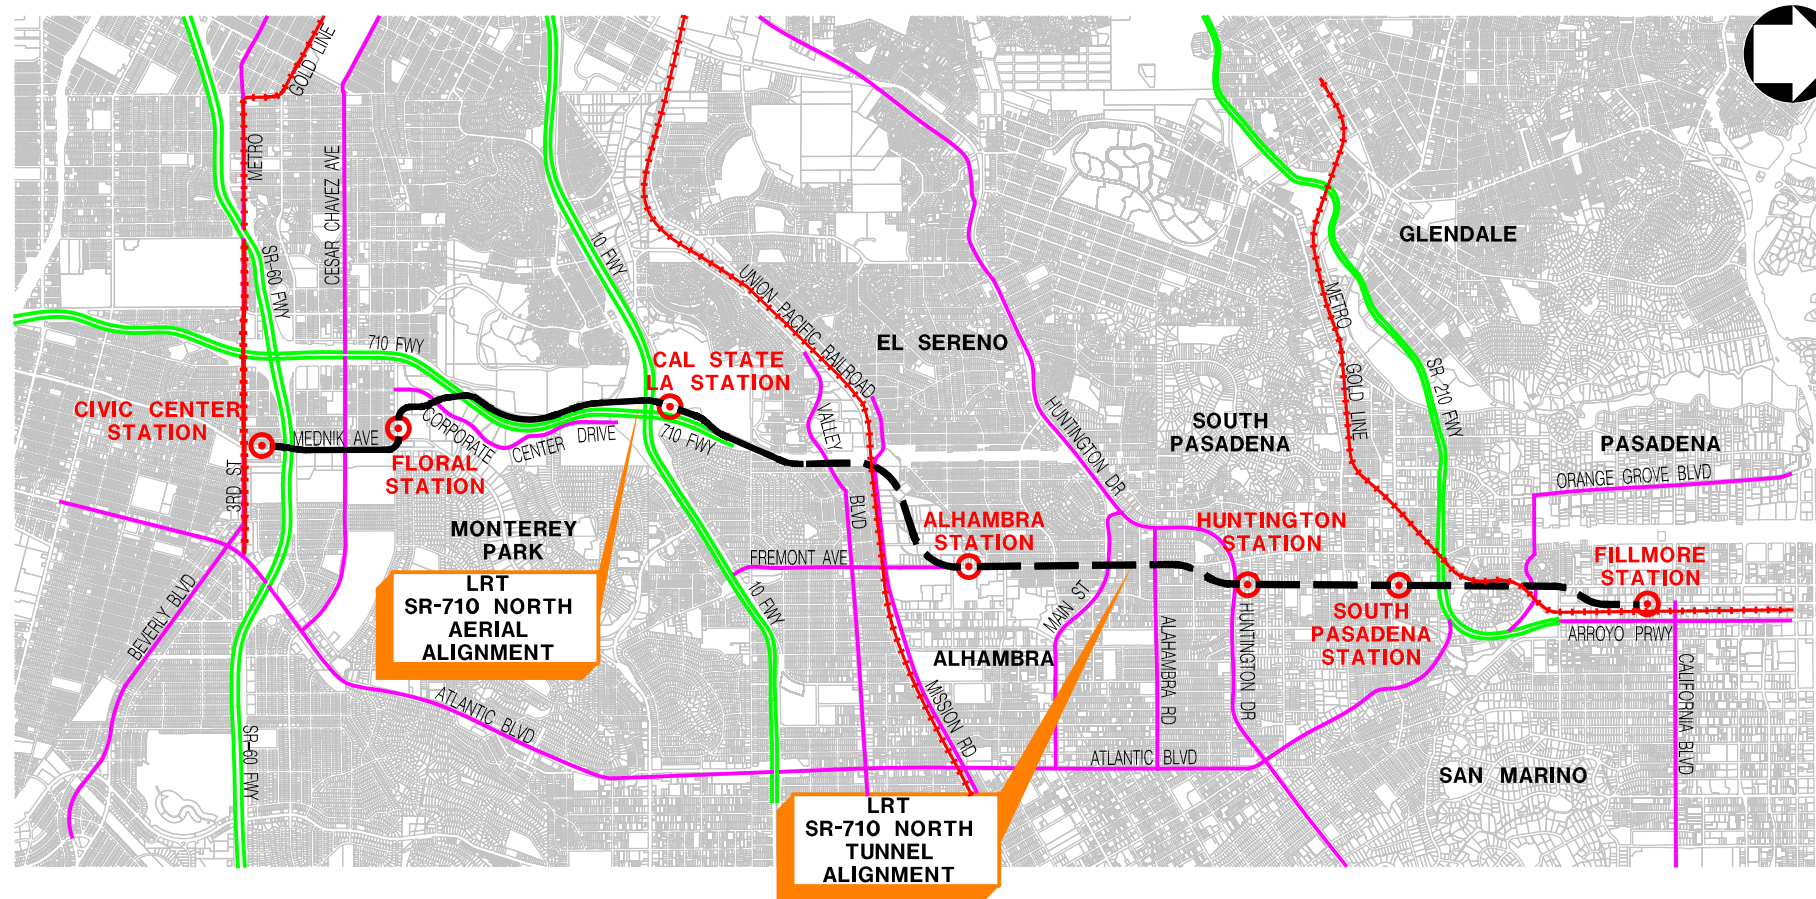 GOLD LINE
METRO
CESAR CHAVEZ AVE
SR-60 FWY
10 FWY
UNION PACIFIC RAILROAD
GLENDALE
METRO
GOLD LINE
SR 210 FWY
710 FWY
EL SERENO
CAL STATE
LA STATION
CIVIC CENTER
STATION
MEDNIK AVE
CORPORATE
CENTER DRIVE
710 FWY
VALLEY
BLVD
HUNTINGTON DR
SOUTH
PASADENA
PASADENA
ORANGE GROVE BLVD
FLORAL
STATION
3RD ST
MONTEREY
PARK
FREMONT AVE
ALHAMBRA
STATION
HUNTINGTON
STATION
FILLMORE
STATION
LRT
SR-710 NORTH
AERIAL
ALIGNMENT
BEVERLY BLVD
10 FWY
MAIN ST
ALAHAMBRA RD
HUNTINGTON DR
SOUTH
PASADENA
STATION
ARROYO PRWY
CALIFORNIA BLVD
ALHAMBRA
MISSION RD
ATLANTIC BLVD
SR-60 FWY
ATLANTIC BLVD
SAN MARINO
LRT
SR-710 NORTH
TUNNEL
ALIGNMENT